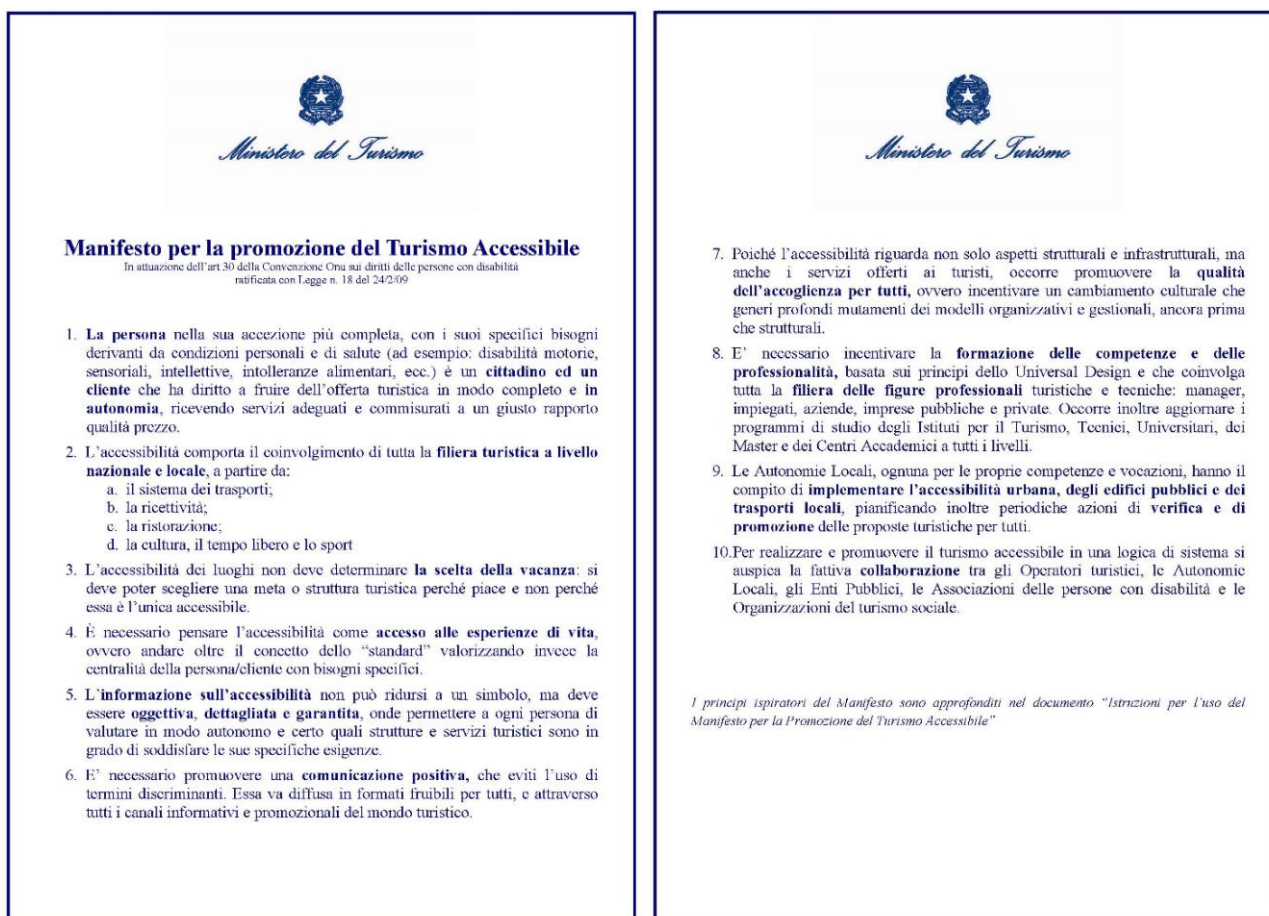 Ministero del Turismo
Manifesto per la promozione del Turismo Accessibile
In attuazione dell'art 30 della Convenzione Onu sui diritti delle persone con disabilità
ratificata con Legge n. 18 del 24/2/09
1. La persona nella sua accezione più completa, con i suoi specifici bisogni
derivanti da condizioni personali e di salute (ad esempio: disabilità motorie,
sensoriali, intellettive, intolleranze alimentari, ecc.) è un cittadino ed un
cliente che ha diritto a fruire dell'offerta turistica in modo completo e in
autonomia, ricevendo servizi adeguati e commisurati a un giusto rapporto
qualità prezzo.
2. L'accessibilità comporta il coinvolgimento di tutta la filiera turistica a livello
nazionale e locale, a partire da:
a. il sistema dei trasporti;
b. la ricettività;
c. la ristorazione;
d. la cultura, il tempo libero e lo sport
3. L'accessibilità dei luoghi non deve determinare la scelta della vacanza: si
deve poter scegliere una meta o struttura turistica perché piace e non perché
essa è l'unica accessibile.
4. È necessario pensare l'accessibilità come accesso alle esperienze di vita,
ovvero andare oltre il concetto dello “standard” valorizzando invece la
centralità della persona/cliente con bisogni specifici.
5. L'informazione sull'accessibilità non può ridursi a un simbolo, ma deve
essere oggettiva, dettagliata e garantita, onde permettere a ogni persona di
valutare in modo autonomo e certo quali strutture e servizi turistici sono in
grado di soddisfare le sue specifiche esigenze.
6. E' necessario promuovere una comunicazione positiva, che eviti l'uso di
termini discriminanti. Essa va diffusa in formati fruibili per tutti, e attraverso
tutti i canali informativi e promozionali del mondo turistico.
Ministero del Turismo
7. Poiché l'accessibilità riguarda non solo aspetti strutturali e infrastrutturali, ma
anche i servizi offerti ai turisti, occorre promuovere la qualità
dell'accoglienza per tutti, ovvero incentivare un cambiamento culturale che
generi profondi mutamenti dei modelli organizzativi e gestionali, ancora prima
che strutturali.
8. E' necessario incentivare la formazione delle competenze e delle
professionalità, basata sui principi dello Universal Design e che coinvolga
tutta la filiera delle figure professionali turistiche e tecniche: manager,
impiegati, aziende, imprese pubbliche e private. Occorre inoltre aggiornare i
programmi di studio degli Istituti per il Turismo, Tecnici, Universitari, dei
Master e dei Centri Accademici a tutti i livelli.
9. Le Autonomie Locali, ognuna per le proprie competenze e vocazioni, hanno il
compito di implementare l'accessibilità urbana, degli edifici pubblici e dei
trasporti locali, pianificando inoltre periodiche azioni di verifica e di
promozione delle proposte turistiche per tutti.
10.Per realizzare e promuovere il turismo accessibile in una logica di sistema si
auspica la fattiva collaborazione tra gli Operatori turistici, le Autonomie
Locali, gli Enti Pubblici, le Associazioni delle persone con disabilità e le
Organizzazioni del turismo sociale.
I principi ispiratori del Manifesto sono approfonditi nel documento “Istruzioni per l'uso del
Manifesto per la Promozione del Turismo Accessibile”